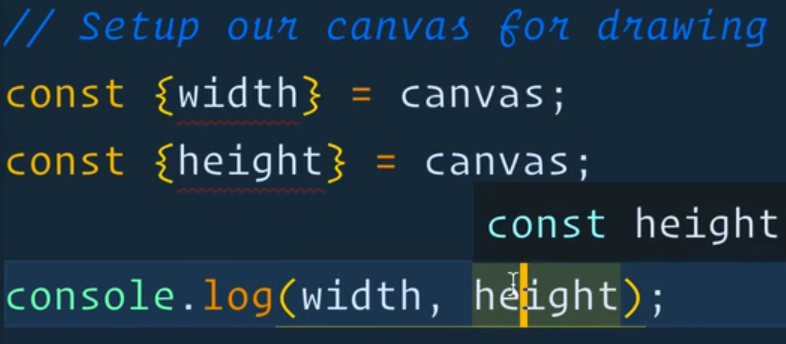 // Setup our canvas for drawing
const {width} = canvas;
const {height} = canvas;
const height
console.log(width, height);